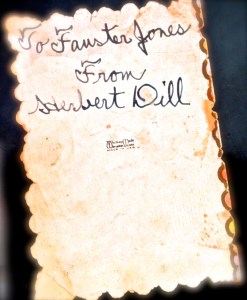 To Fauster Jones
From
Herbert Dill